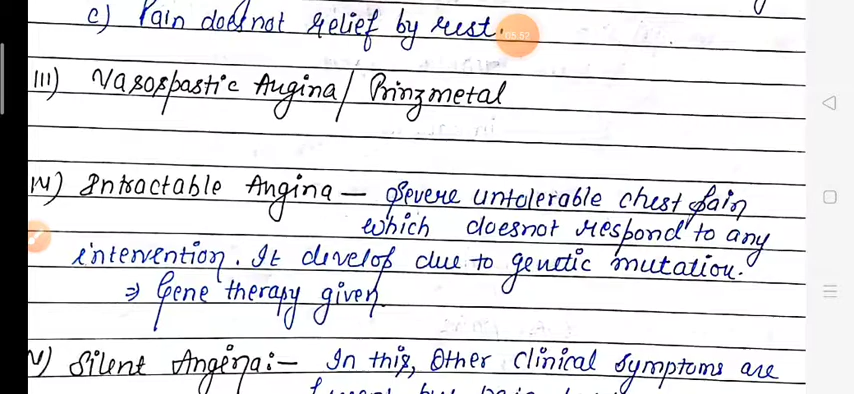 c) Pain doesnot relief by rest.
05:52
III) Vasospastic Angina/ Prinzmetal
IV) Intractable Angina — Severe untolerable chest pain
which doesnot respond to any
intervention. It develop due to genetic mutation.
⇒ Gene therapy given.
V) Silent Angina:— In this, Other clinical symptoms are